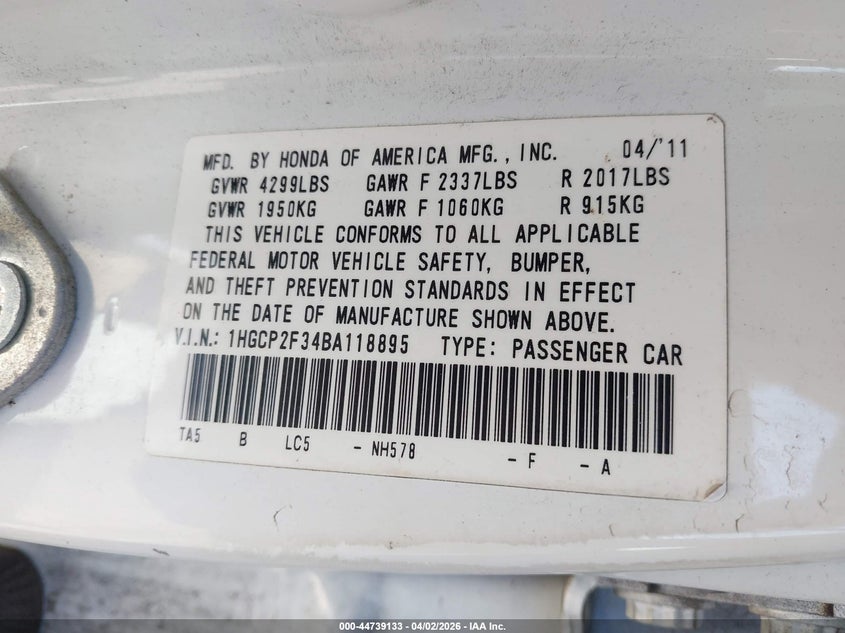 MFD. BY HONDA OF AMERICA MFG., INC. 04/'11
GVWR 4299LBS GAWR F 2337LBS R 2017LBS
GVWR 1950KG GAWR F 1060KG R 915KG
THIS VEHICLE CONFORMS TO ALL APPLICABLE
FEDERAL MOTOR VEHICLE SAFETY, BUMPER,
AND THEFT PREVENTION STANDARDS IN EFFECT
ON THE DATE OF MANUFACTURE SHOWN ABOVE.
V.I.N.: 1HGCP2F34BA118895 TYPE: PASSENGER CAR
TA5 B LC5 - NH578 - F - A
000-44739133 - 04/02/2026 - IAA Inc.